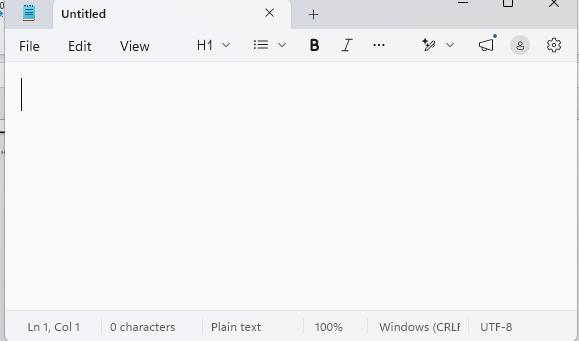 Untitled
File Edit View H1 B I ...
Ln 1, Col 1 0 characters Plain text 100% Windows (CRLF UTF-8